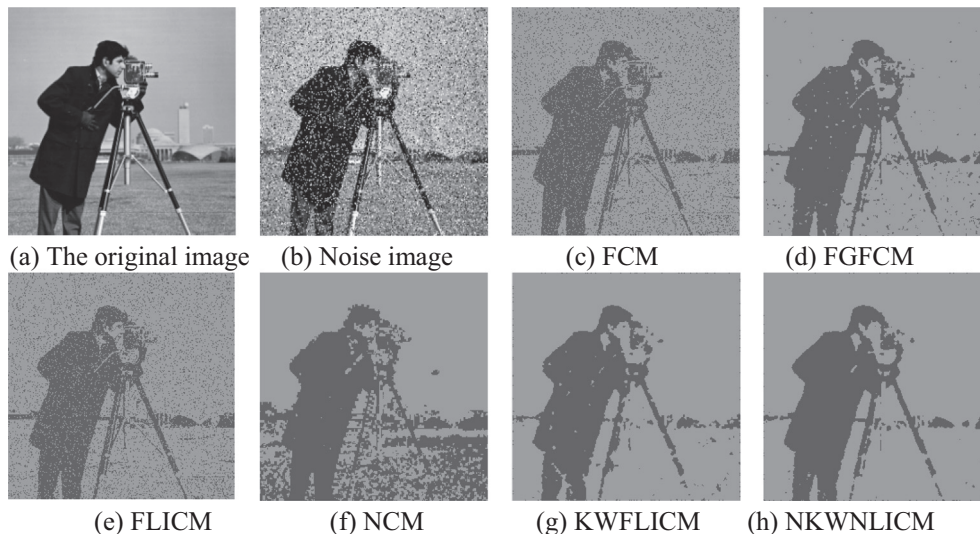 (a) The original image (b) Noise image (c) FCM (d) FGFCM
(e) FLICM (f) NCM (g) KWFLICM (h) NKWNLICM